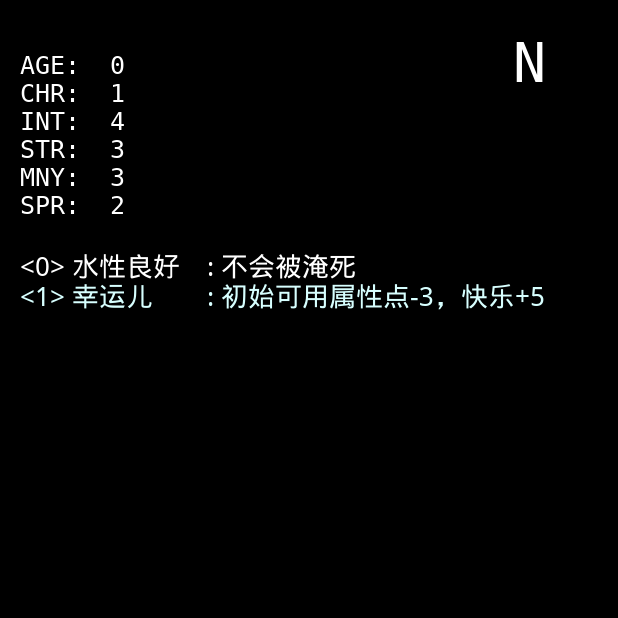 N
AGE: 0
CHR: 1
INT: 4
STR: 3
MNY: 3
SPR: 2
<0> 水性良好 : 不会被淹死
<1> 幸运儿 : 初始可用属性点-3，快乐+5